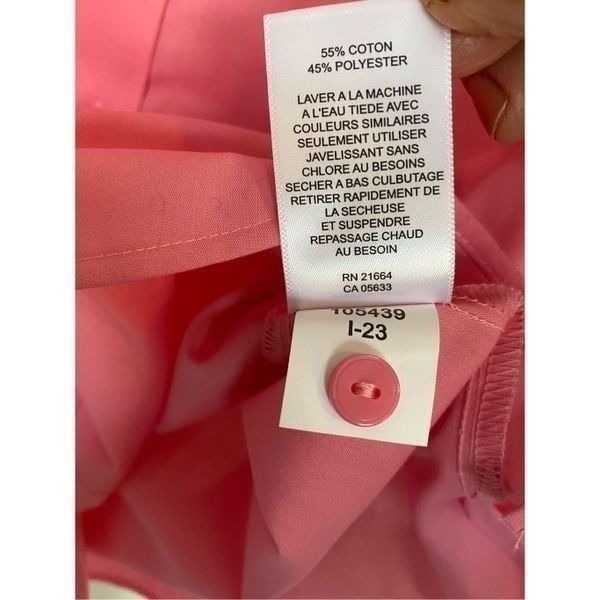 55% COTON
45% POLYESTER
LAVER A LA MACHINE
A L'EAU TIEDE AVEC
COULEURS SIMILAIRES
SEULEMENT UTILISER
JAVELISSANT SANS
CHLORE AU BESOINS
SECHER A BAS CULBUTAGE
RETIRER RAPIDEMENT DE
LA SECHEUSE
ET SUSPENDRE
REPASSAGE CHAUD
AU BESOIN
RN 21664
CA 05633
105439
I-23